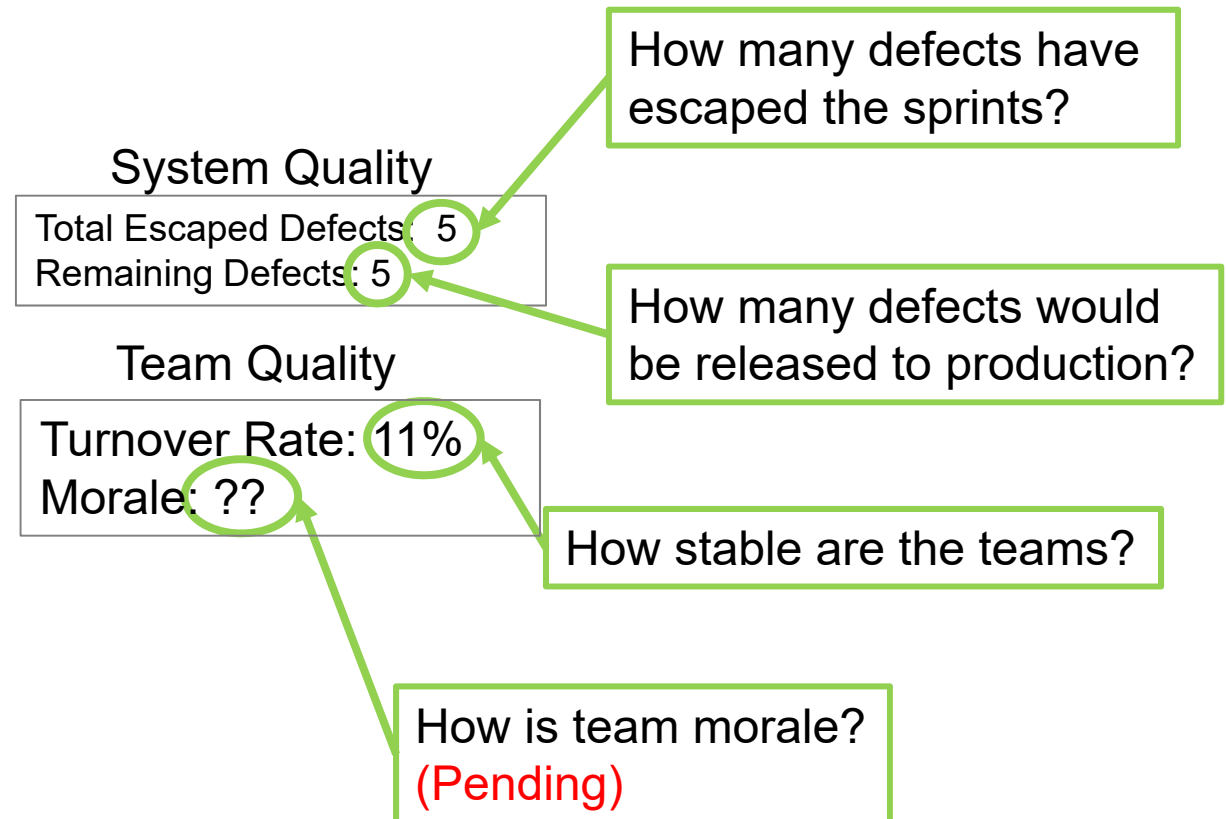 How many defects have
escaped the sprints?
System Quality
Total Escaped Defects: 5
Remaining Defects: 5
How many defects would
be released to production?
Team Quality
Turnover Rate: 11%
Morale: ??
How stable are the teams?
How is team morale?
(Pending)